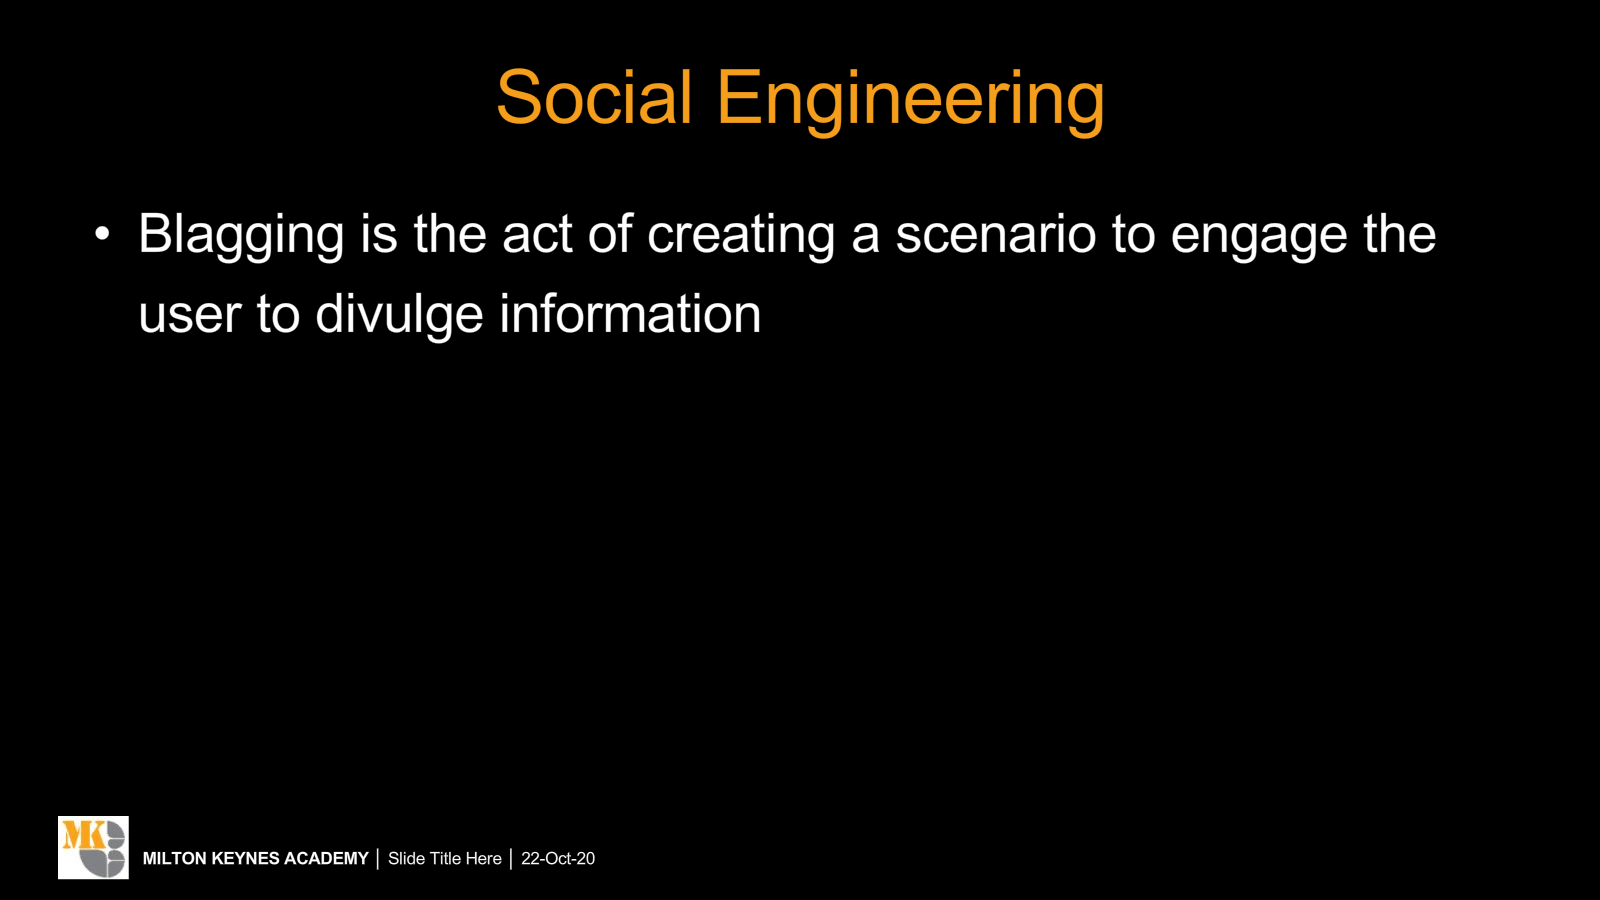 Social Engineering
• Blagging is the act of creating a scenario to engage the
user to divulge information
MK
MILTON KEYNES ACADEMY | Slide Title Here | 22-Oct-20